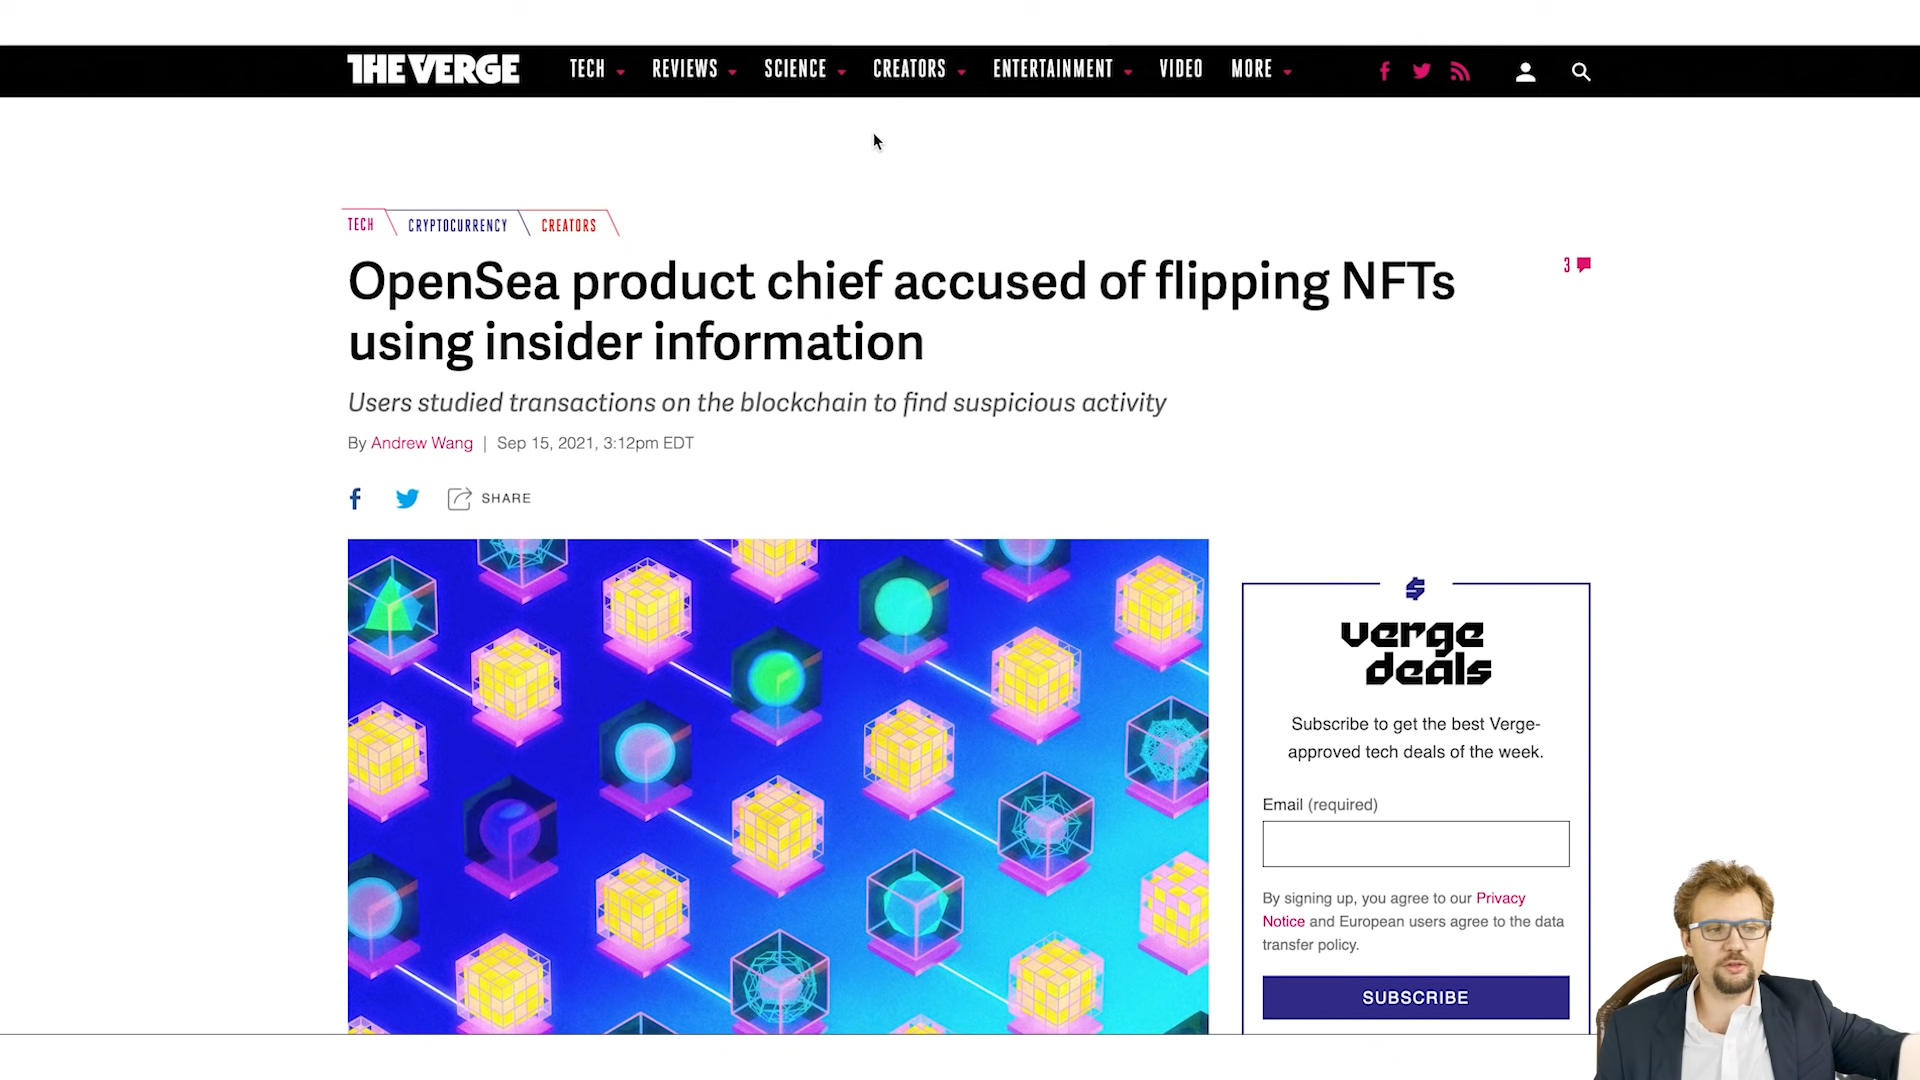 THE VERGE
TECH REVIEWS SCIENCE CREATORS ENTERTAINMENT VIDEO MORE
TECH CRYPTOCURRENCY CREATORS
OpenSea product chief accused of flipping NFTs
using insider information
3
Users studied transactions on the blockchain to find suspicious activity
By Andrew Wang | Sep 15, 2021, 3:12pm EDT
SHARE
verge
deals
Subscribe to get the best Verge-
approved tech deals of the week.
Email (required)
By signing up, you agree to our Privacy
Notice and European users agree to the data
transfer policy.
SUBSCRIBE